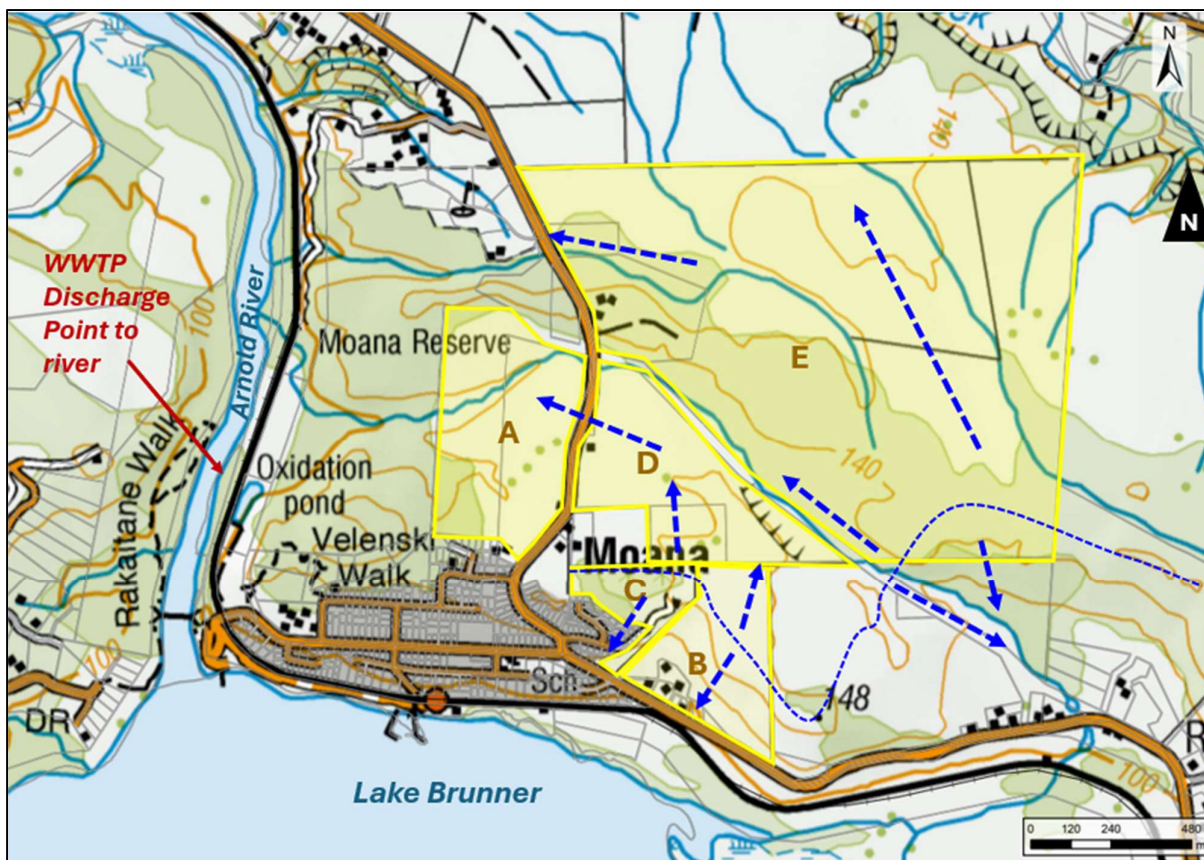 N
N
140
WWTP
Discharge
Point to
river
Arnold River
100
Moana Reserve
E
A
D
140
Rakaitane Walk
Oxidation
pond
Velenski
Walk
Moana
C
B
Sch
148
100
DR
R
100
Lake Brunner
0 120 240 480